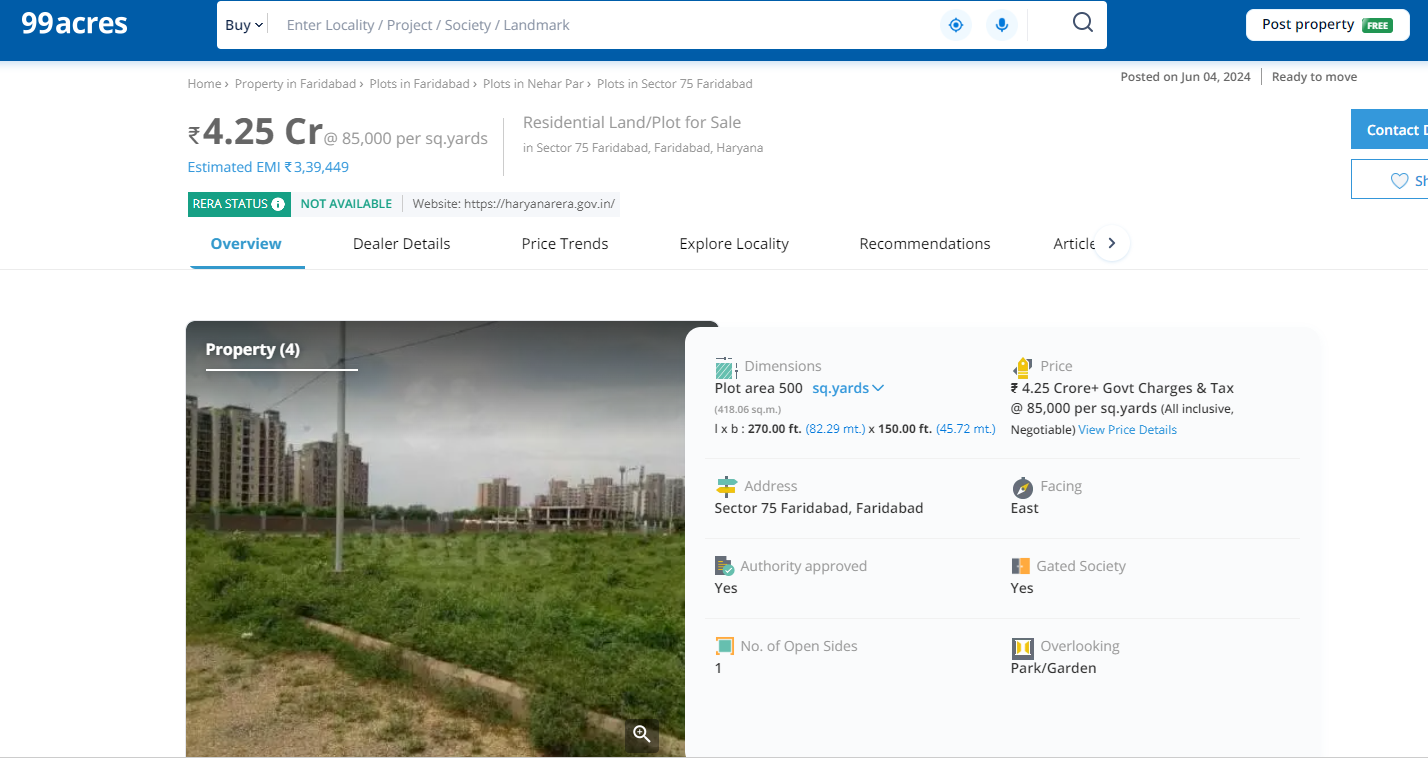 99acres
Buy
Enter Locality / Project / Society / Landmark
Post property FREE
Home › Property in Faridabad › Plots in Faridabad › Plots in Nehar Par › Plots in Sector 75 Faridabad
Posted on Jun 04, 2024 | Ready to move
₹4.25 Cr @ 85,000 per sq.yards
Estimated EMI ₹3,39,449
Residential Land/Plot for Sale
in Sector 75 Faridabad, Faridabad, Haryana
Contact D
Sh
RERA STATUS NOT AVAILABLE | Website: https://haryanarera.gov.in/
Overview Dealer Details Price Trends Explore Locality Recommendations Article
Property (4)
99acres
Dimensions
Plot area 500 sq.yards
(418.06 sq.m.)
l x b : 270.00 ft. (82.29 mt.) x 150.00 ft. (45.72 mt.)
Price
₹ 4.25 Crore+ Govt Charges & Tax
@ 85,000 per sq.yards (All inclusive,
Negotiable) View Price Details
Address
Sector 75 Faridabad, Faridabad
Facing
East
Authority approved
Yes
Gated Society
Yes
No. of Open Sides
1
Overlooking
Park/Garden